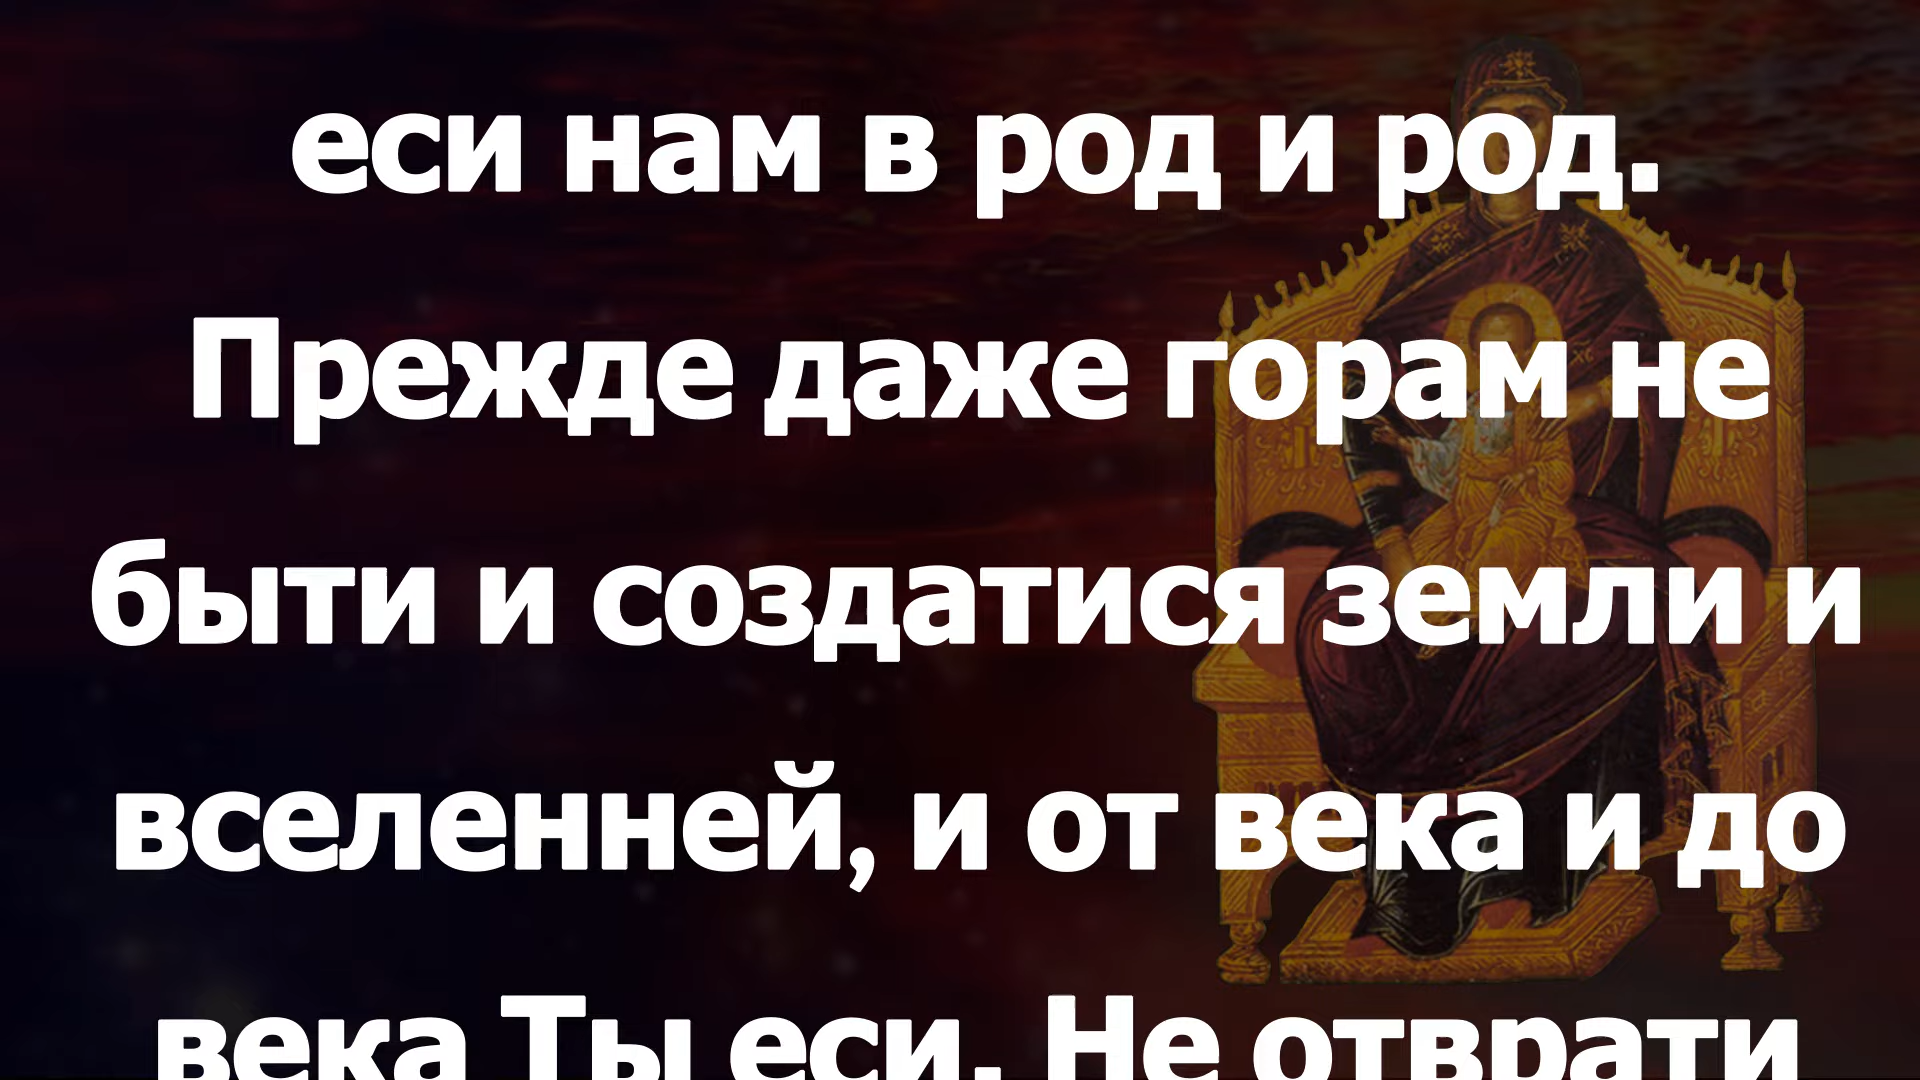 еси нам в род и род.
Прежде даже горам не
быти и создатися земли и
вселенней, и от века и до
века Ты еси. Не отврати